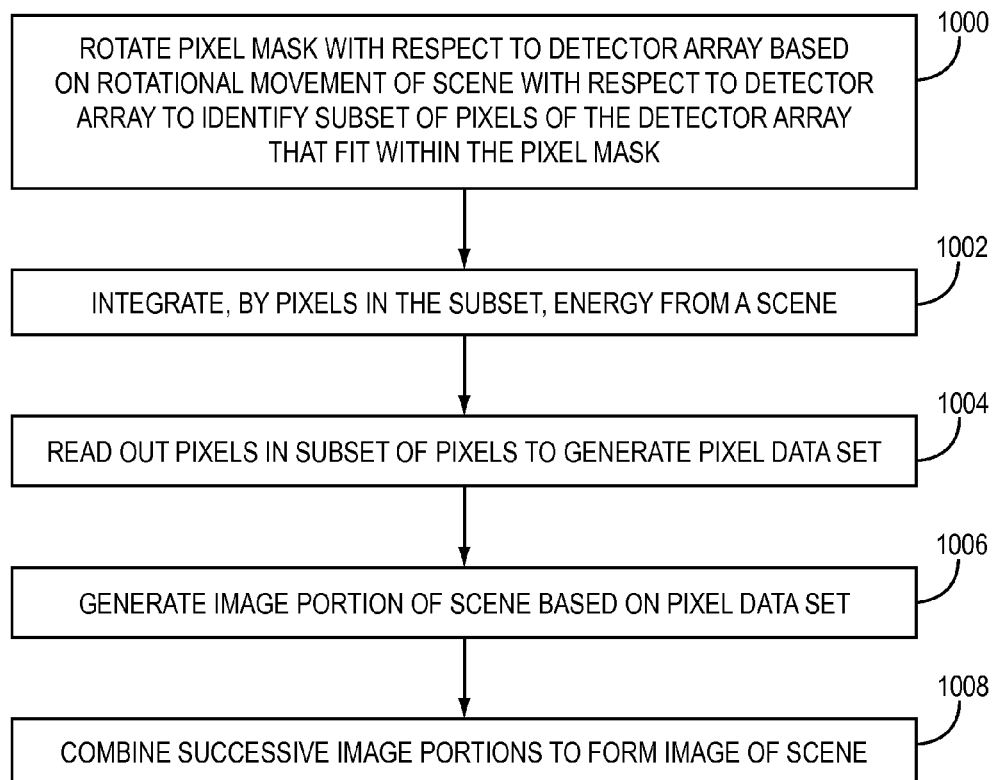 1000
ROTATE PIXEL MASK WITH RESPECT TO DETECTOR ARRAY BASED
ON ROTATIONAL MOVEMENT OF SCENE WITH RESPECT TO DETECTOR
ARRAY TO IDENTIFY SUBSET OF PIXELS OF THE DETECTOR ARRAY
THAT FIT WITHIN THE PIXEL MASK
1002
INTEGRATE, BY PIXELS IN THE SUBSET, ENERGY FROM A SCENE
1004
READ OUT PIXELS IN SUBSET OF PIXELS TO GENERATE PIXEL DATA SET
1006
GENERATE IMAGE PORTION OF SCENE BASED ON PIXEL DATA SET
1008
COMBINE SUCCESSIVE IMAGE PORTIONS TO FORM IMAGE OF SCENE